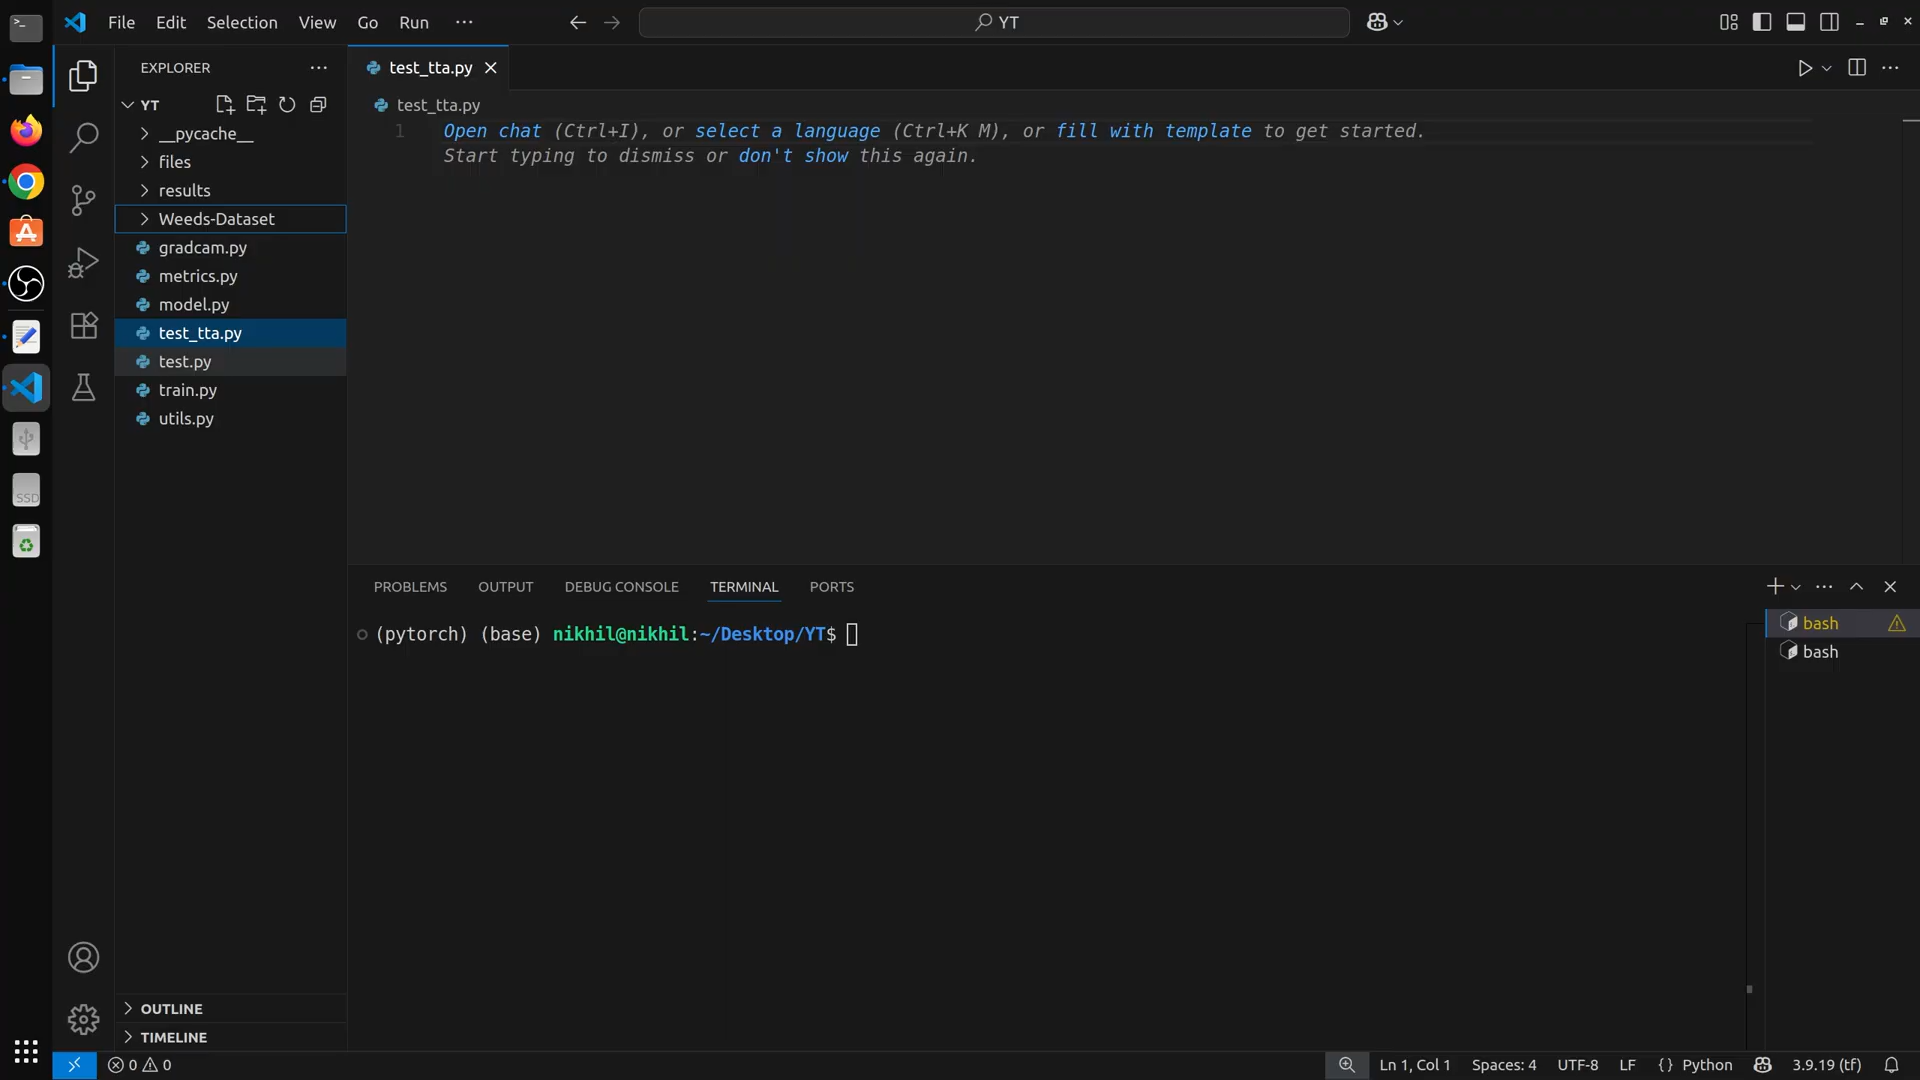 File Edit Selection View Go Run ···
YT
EXPLORER
test_tta.py
YT
test_tta.py
__pycache__
files
results
Weeds-Dataset
gradcam.py
metrics.py
model.py
test_tta.py
test.py
train.py
utils.py
1 Open chat (Ctrl+I), or select a language (Ctrl+K M), or fill with template to get started.
Start typing to dismiss or don't show this again.
SSD
PROBLEMS OUTPUT DEBUG CONSOLE TERMINAL PORTS
(pytorch) (base) nikhil@nikhil:~/Desktop/YT$
bash
bash
OUTLINE
TIMELINE
0 0
Ln 1, Col 1 Spaces: 4 UTF-8 LF {} Python 3.9.19 (tf)